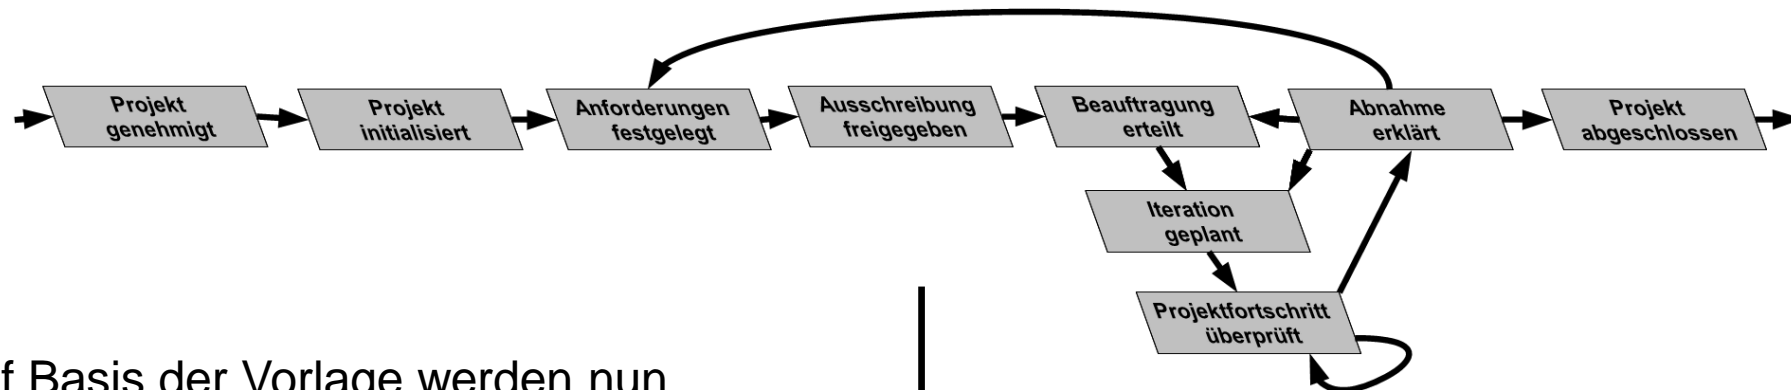 Projekt
genehmigt
Projekt
initialisiert
Anforderungen
festgelegt
Ausschreibung
freigegeben
Beauftragung
erteilt
Abnahme
erklärt
Projekt
abgeschlossen
Iteration
geplant
Projektfortschritt
überprüft
f Basis der Vorlage werden nun